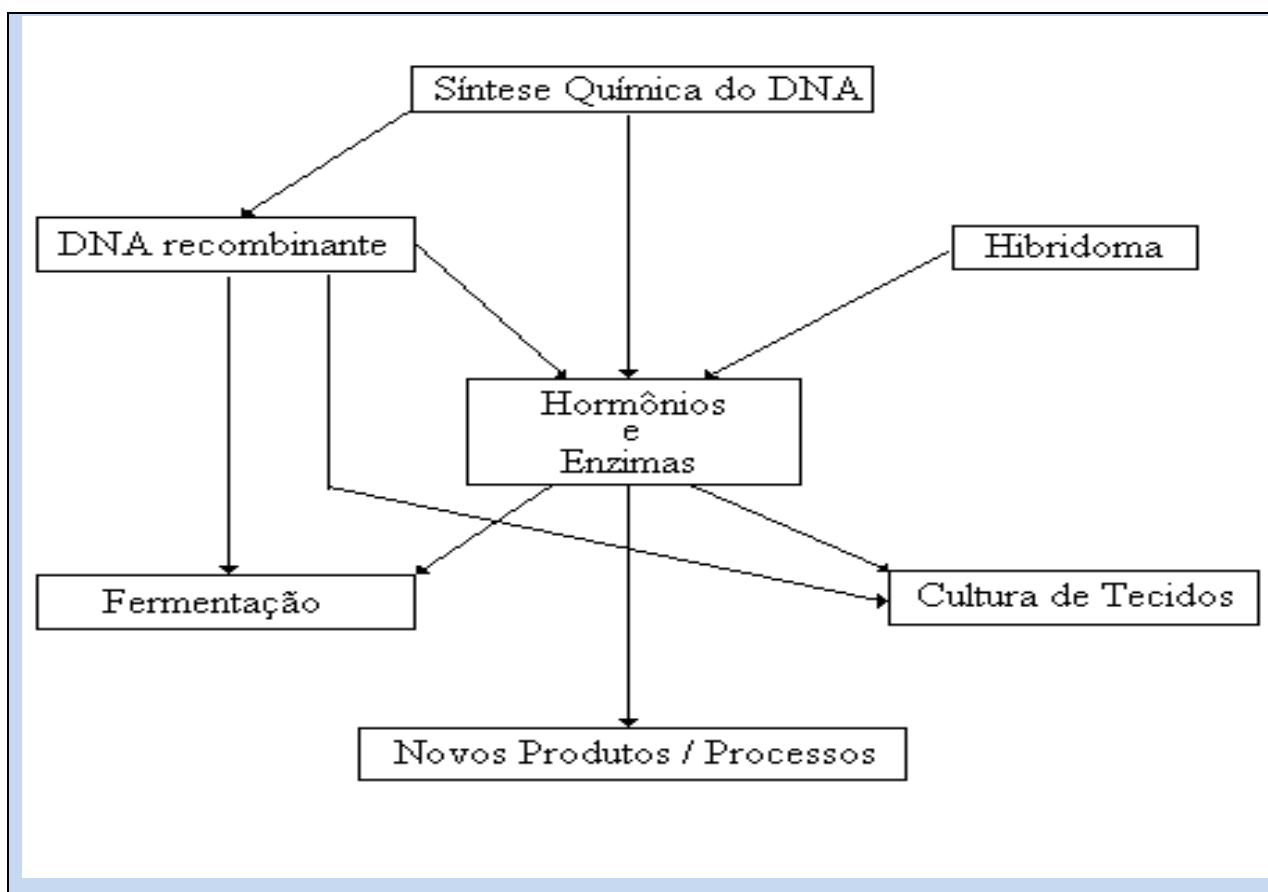 Síntese Química do DNA
DNA recombinante
Hibridoma
Hormônios
e
Enzimas
Fermentação
Cultura de Tecidos
Novos Produtos / Processos